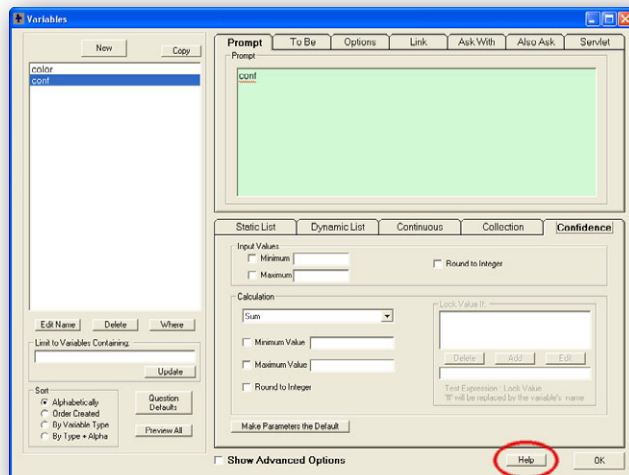 Variables
New
Copy
color
conf
Edit Name
Delete
Where
Limit to Variables Containing:
Update
Sort
Alphabetically
Order Created
By Variable Type
By Type + Alpha
Question Defaults
Preview All
Prompt
To Be
Options
Link
Ask With
Also Ask
Servlet
Prompt
conf
Static List
Dynamic List
Continuous
Collection
Confidence
Input Values
Minimum
Maximum
Round to Integer
Calculation
Sum
Minimum Value
Maximum Value
Round to Integer
Lock Value If:
Delete
Add
Edit
Test Expression : Lock Value
will be replaced by the variable's name
Make Parameters the Default
Show Advanced Options
Help
OK